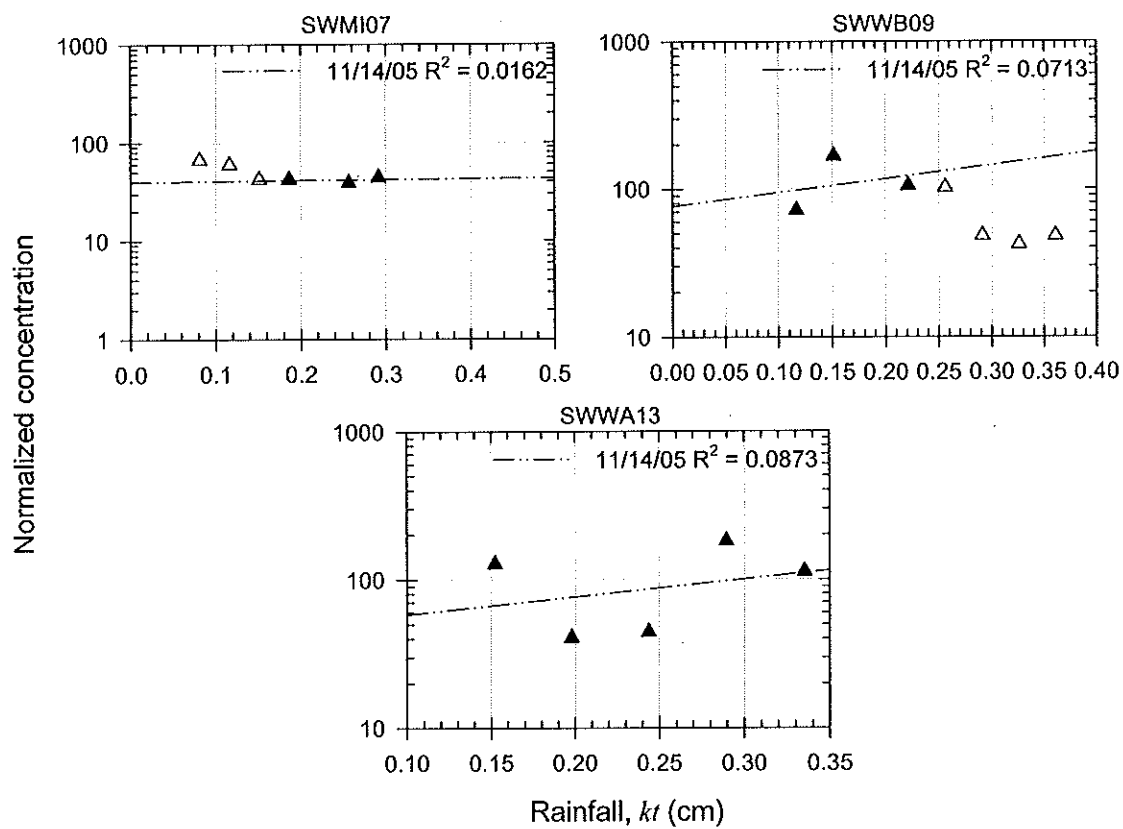 SWMI07
1000
100
10
1
11/14/05 R² = 0.0162
0.0 0.1 0.2 0.3 0.4 0.5
SWWB09
1000
100
10
11/14/05 R² = 0.0713
0.00 0.05 0.10 0.15 0.20 0.25 0.30 0.35 0.40
Normalized concentration
SWWA13
1000
100
10
11/14/05 R² = 0.0873
0.10 0.15 0.20 0.25 0.30 0.35
Rainfall, kt (cm)